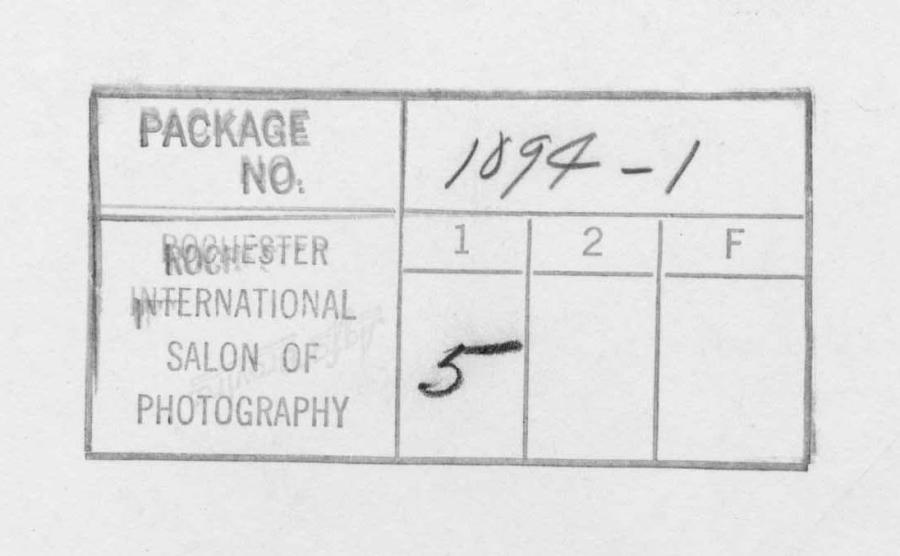 PACKAGE
NO.
1894-1
ROCHESTER
INTERNATIONAL
SALON OF
PHOTOGRAPHY
1 2 F
5